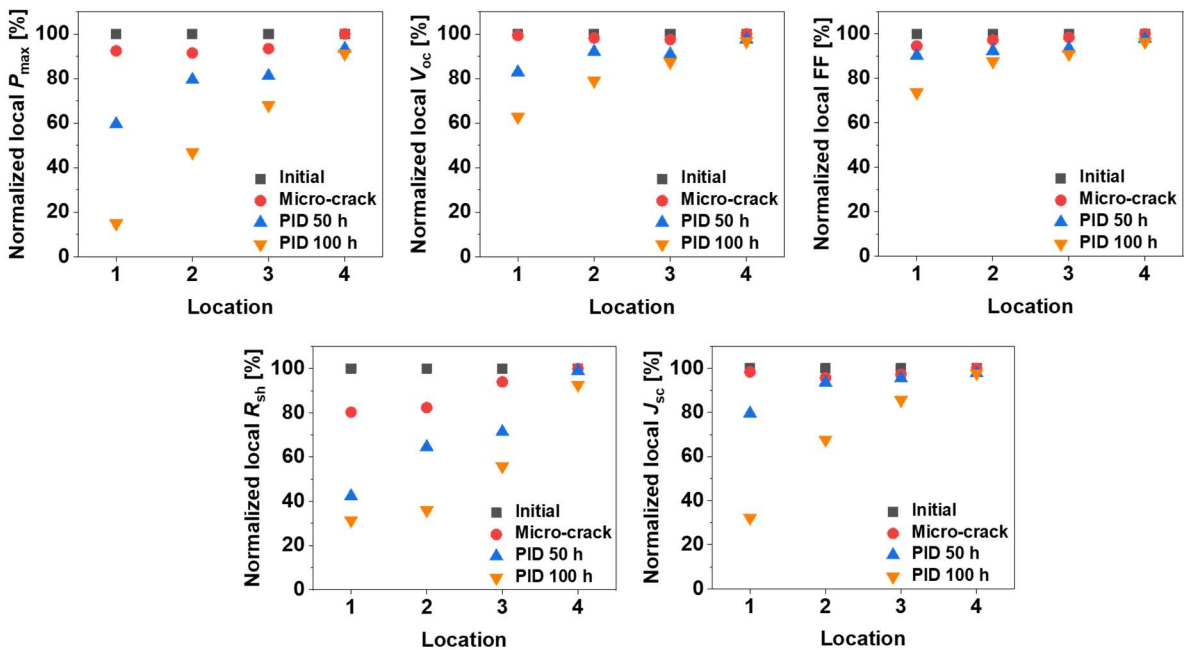 Normalized local Pmax [%]
100
80
60
40
20
0
1 2 3 4
Location
Initial
Micro-crack
PID 50 h
PID 100 h
Normalized local Voc [%]
100
80
60
40
20
0
1 2 3 4
Location
Initial
Micro-crack
PID 50 h
PID 100 h
Normalized local FF [%]
100
80
60
40
20
0
1 2 3 4
Location
Initial
Micro-crack
PID 50 h
PID 100 h
Normalized local Rsh [%]
100
80
60
40
20
0
1 2 3 4
Location
Initial
Micro-crack
PID 50 h
PID 100 h
Normalized local Jsc [%]
100
80
60
40
20
0
1 2 3 4
Location
Initial
Micro-crack
PID 50 h
PID 100 h